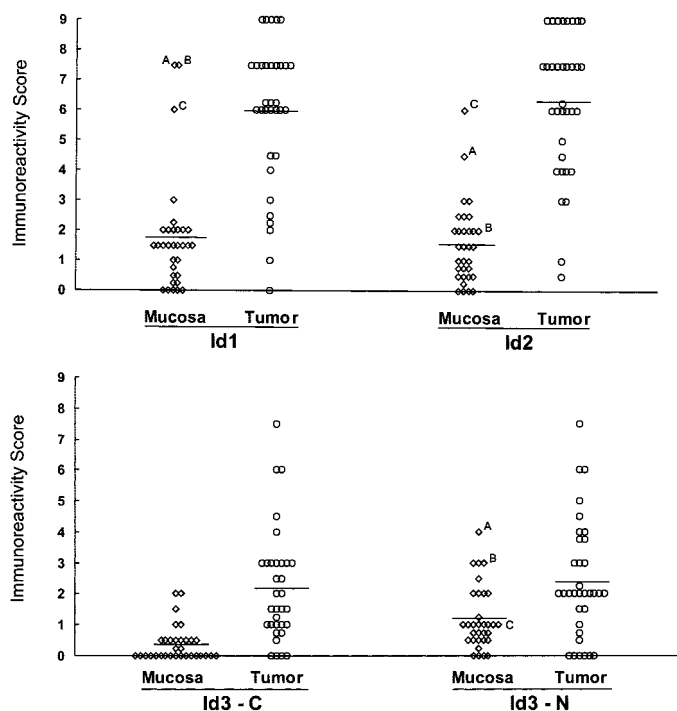 Immunoreactivity Score
9
8
7
6
5
4
3
2
1
0
A B
C
C
A
B
Mucosa Tumor Mucosa Tumor
Id1 Id2
Immunoreactivity Score
9
8
7
6
5
4
3
2
1
0
A
B
C
Mucosa Tumor Mucosa Tumor
Id3 - C Id3 - N